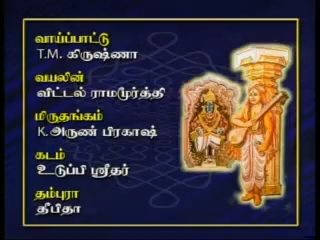 வாய்ப்பாட்டு
T.M. கிருஷ்ணா
வயலின்
விட்டல் ராமமூர்த்தி
மிருதங்கம்
K.அருண் பிரகாஷ்
கடம்
உடுப்பி ஸ்ரீதர்
தம்புரா
தீபிதா